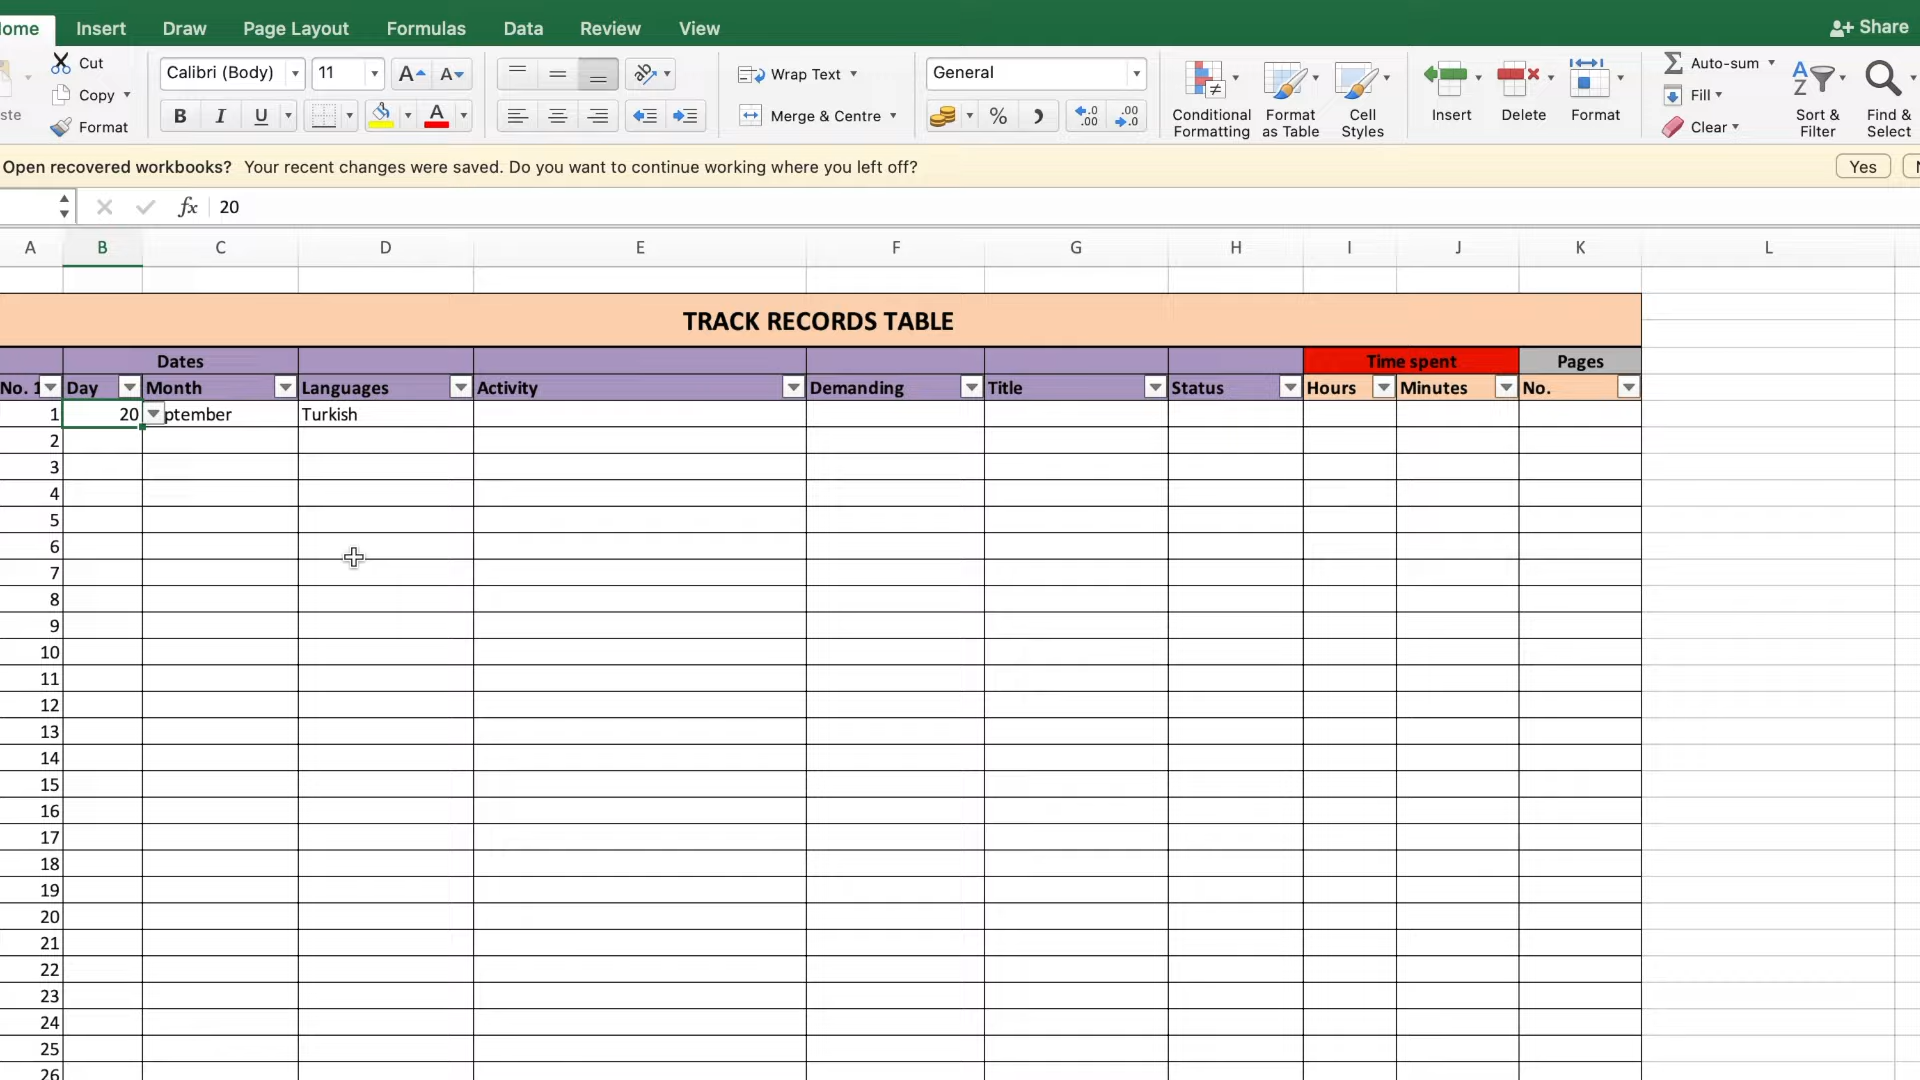 Home Insert Draw Page Layout Formulas Data Review View Share
Cut
Copy
Format
Calibri (Body) 11
B I U
Wrap Text
Merge & Centre
General
%
Conditional Formatting
Format as Table
Cell Styles
Insert
Delete
Format
Auto-sum
Fill
Clear
Sort & Filter
Find & Select
Open recovered workbooks? Your recent changes were saved. Do you want to continue working where you left off? Yes
fx 20
A B C D E F G H I J K L
TRACK RECORDS TABLE
Dates Time spent Pages
No. 1 Day Month Languages Activity Demanding Title Status Hours Minutes No.
1 20 ptember Turkish
2
3
4
5
6
7
8
9
10
11
12
13
14
15
16
17
18
19
20
21
22
23
24
25
26